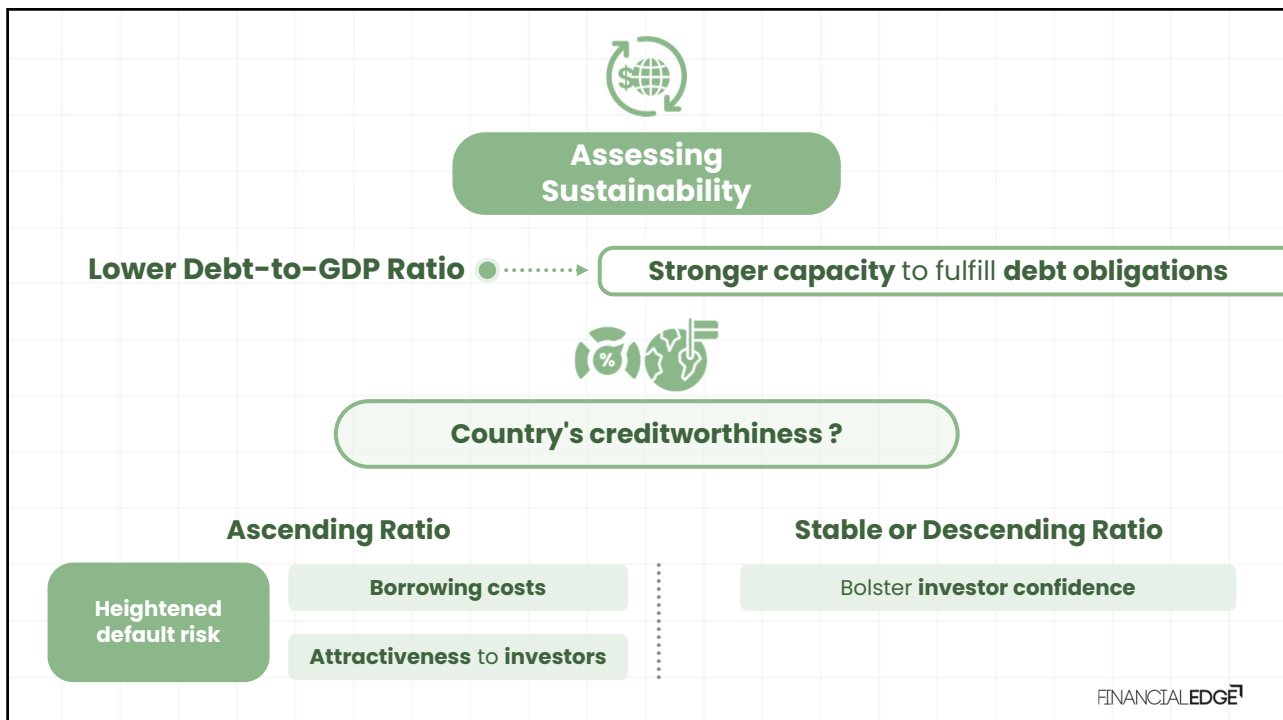 $
Assessing
Sustainability
Lower Debt-to-GDP Ratio
Stronger capacity to fulfill debt obligations
%
Country's creditworthiness ?
Ascending Ratio
Stable or Descending Ratio
Heightened
default risk
Borrowing costs
Attractiveness to investors
Bolster investor confidence
FINANCIALEDGE